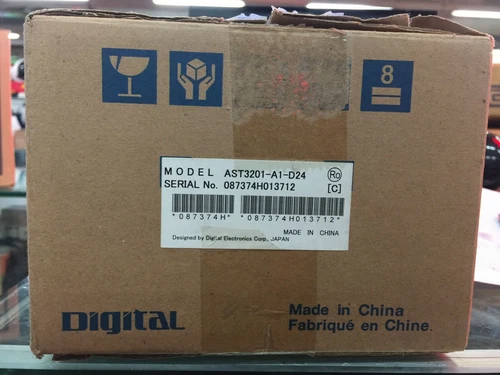 8
MODEL AST3201-A1-D24
Ro
SERIAL No. 087374H013712
[C]
*087374H* *087374H013712*
MADE IN CHINA
Designed by Digital Electronics Corp., JAPAN
Digital
Made in China
Fabriqué en Chine.